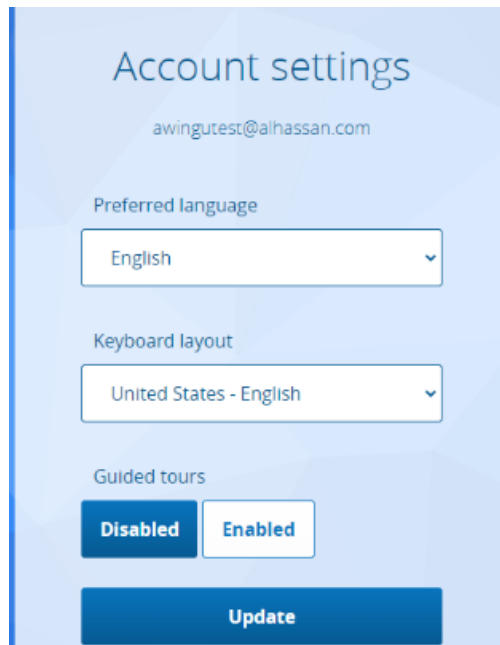 Account settings
awingutest@alhassan.com
Preferred language
English
Keyboard layout
United States - English
Guided tours
Disabled Enabled
Update